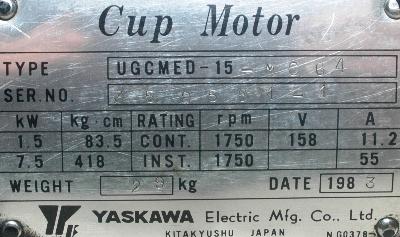 Cup Motor
TYPE UGCMED-15
SER.NO.
kW kg·cm RATING rpm V A
1.5 83.5 CONT. 1750 158 11.2
7.5 418 INST. 1750 55
WEIGHT 29 kg DATE 1983
YASKAWA Electric Mfg. Co., Ltd.
KITAKYUSHU JAPAN